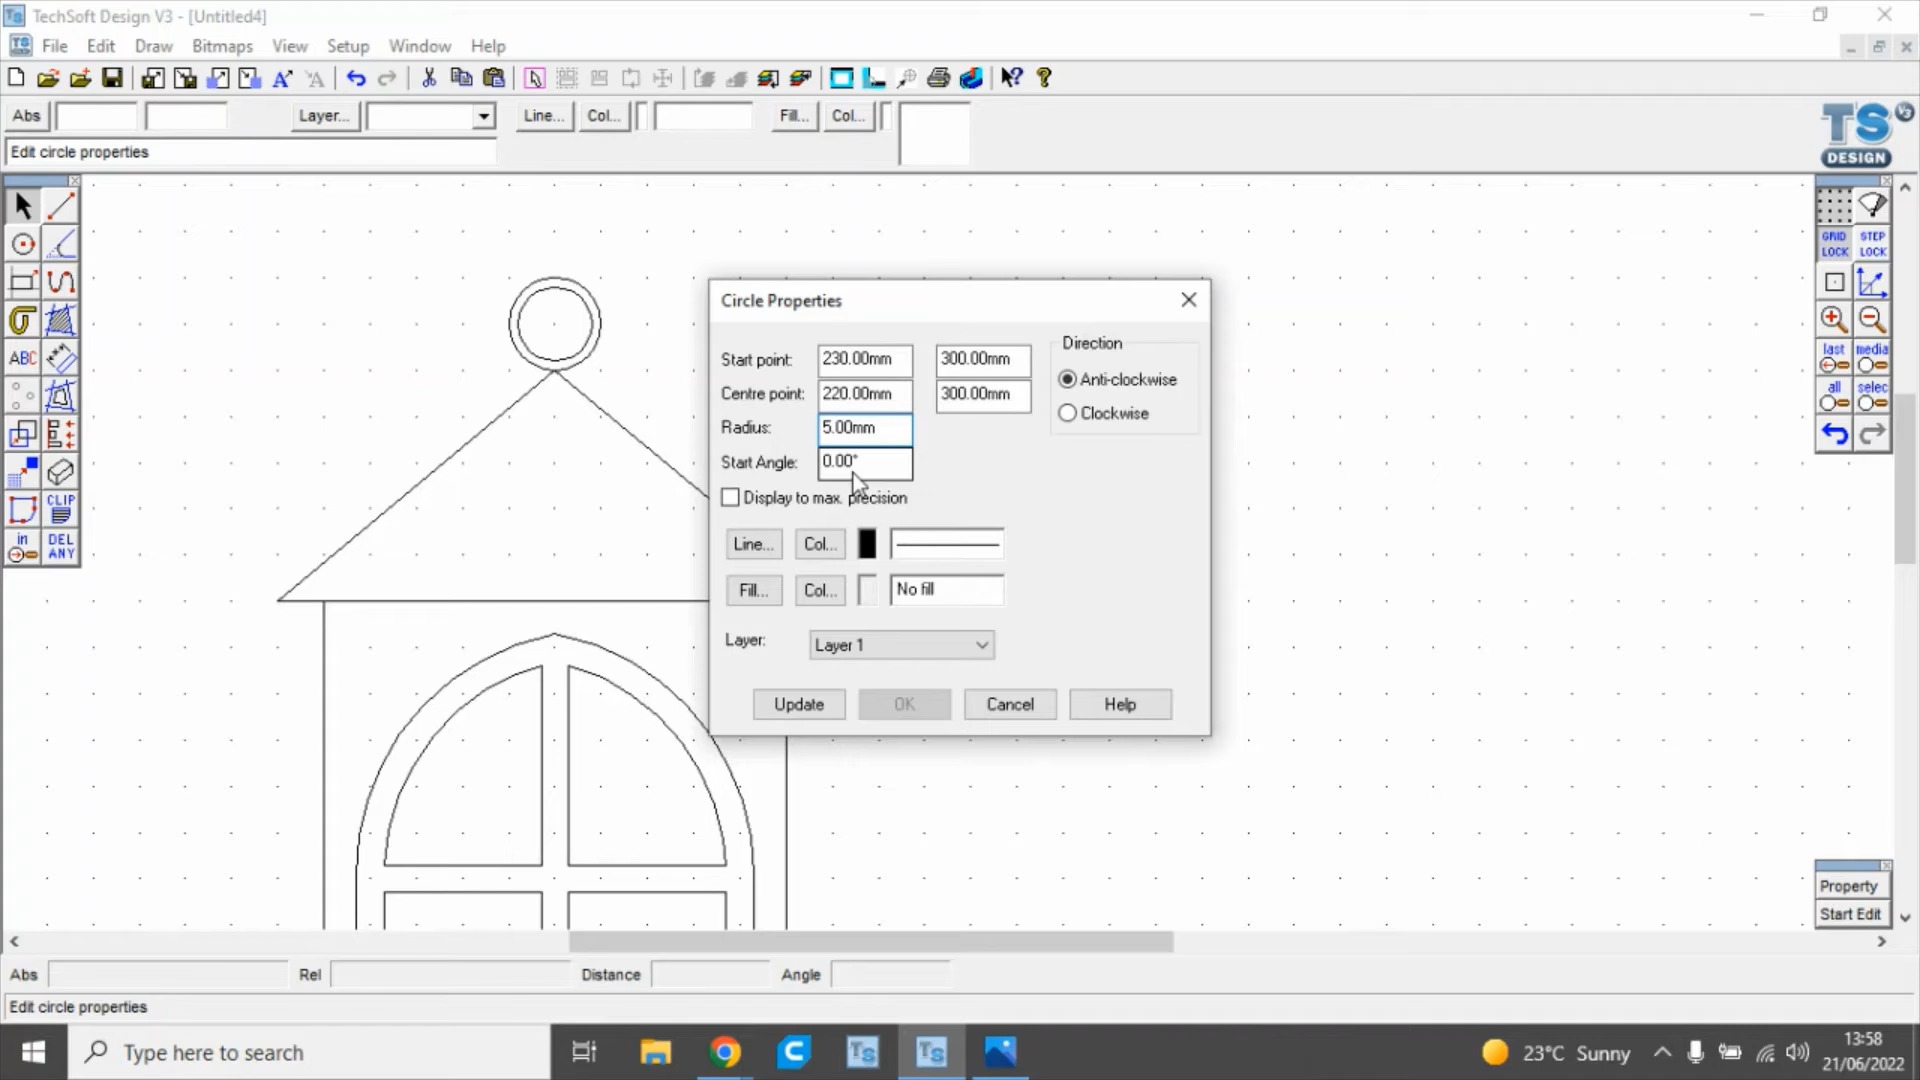 TechSoft Design V3 - [Untitled4]
File Edit Draw Bitmaps View Setup Window Help
Abs Layer... Line... Col... Fill... Col...
TS V3
DESIGN
Edit circle properties
GRID LOCK STEP LOCK
ABC
last media
all selec
CLIP
in DEL ANY
Circle Properties
Start point: 230.00mm 300.00mm
Centre point: 220.00mm 300.00mm
Radius: 5.00mm
Start Angle: 0.00°
Direction
Anti-clockwise
Clockwise
Display to max. precision
Line... Col...
Fill... Col... No fill
Layer: Layer 1
Update OK Cancel Help
Property
Start Edit
Abs Rel Distance Angle
Edit circle properties
Type here to search
Ts Ts
23°C Sunny
13:58
21/06/2022